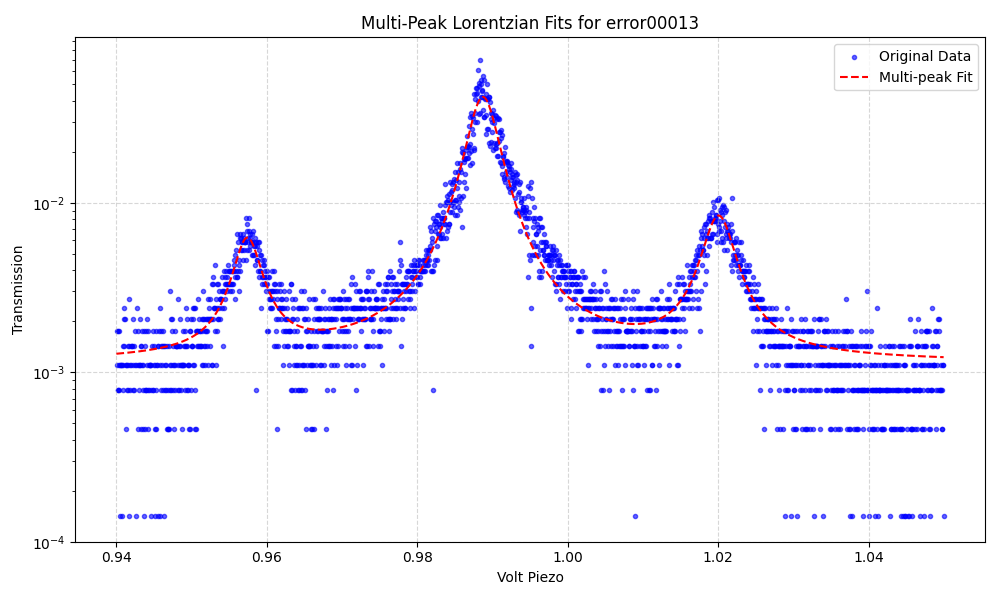 Multi-Peak Lorentzian Fits for error00013
Original Data
Multi-peak Fit
Transmission
10⁻²
10⁻³
10⁻⁴
0.94 0.96 0.98 1.00 1.02 1.04
Volt Piezo